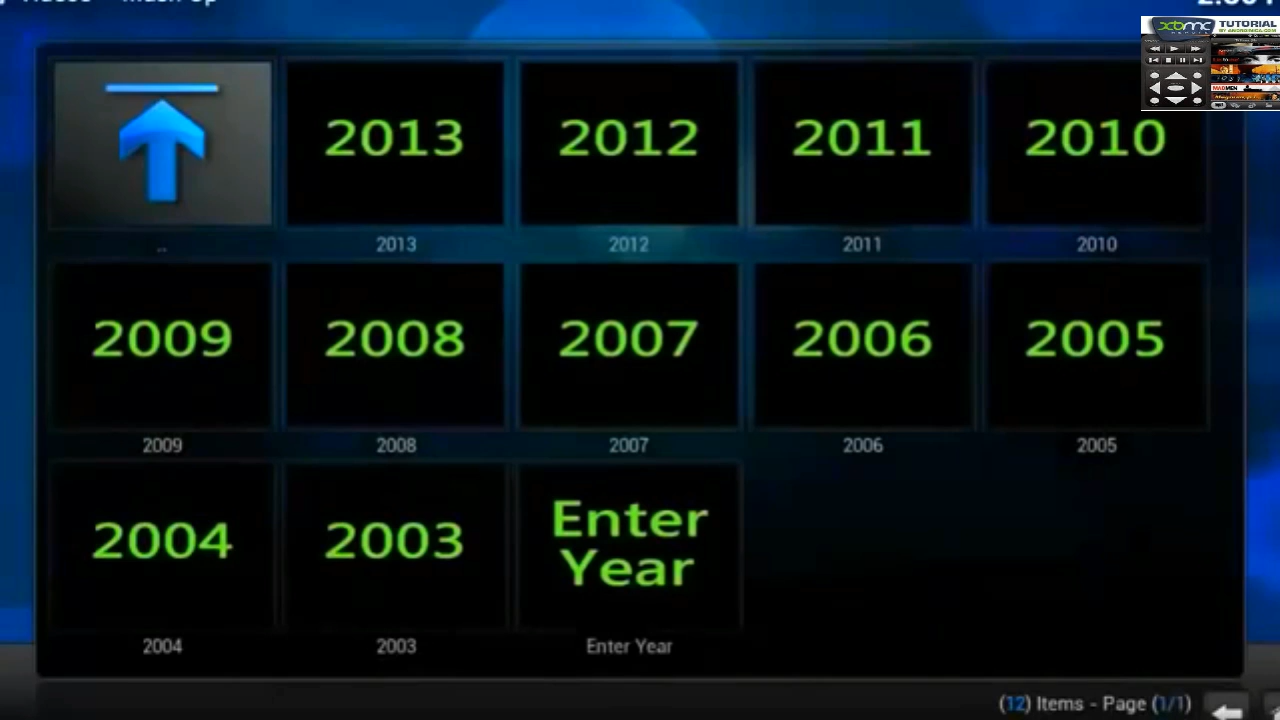 2013 2012 2011 2010
.. 2013 2012 2011 2010
2009 2008 2007 2006 2005
2009 2008 2007 2006 2005
2004 2003 Enter
Year
2004 2003 Enter Year
(12) Items - Page (1/1)
xbmc TUTORIAL